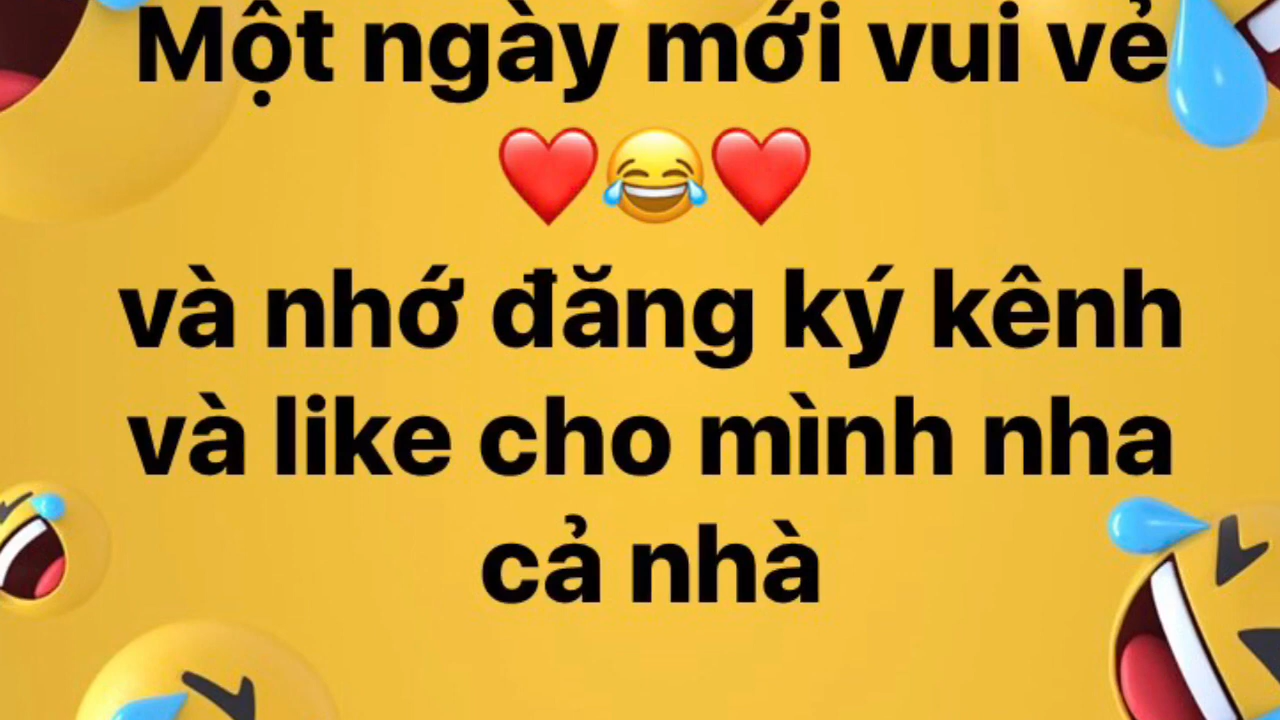 Một ngày mới vui vẻ
❤️😂❤️
và nhớ đăng ký kênh
và like cho mình nha
cả nhà